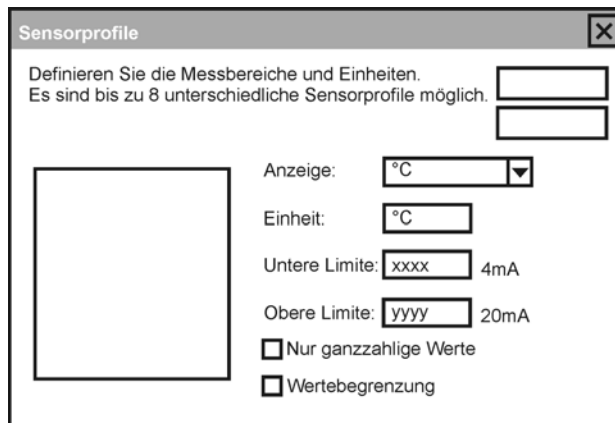 Sensorprofile
Definieren Sie die Messbereiche und Einheiten.
Es sind bis zu 8 unterschiedliche Sensorprofile möglich.
Anzeige: °C
Einheit: °C
Untere Limite: xxxx 4mA
Obere Limite: yyyy 20mA
Nur ganzzahlige Werte
Wertebegrenzung